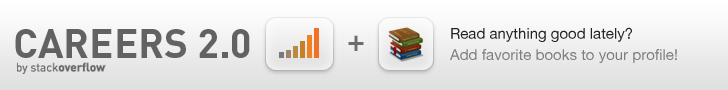 CAREERS 2.0
by stackoverflow
+
Read anything good lately?
Add favorite books to your profile!